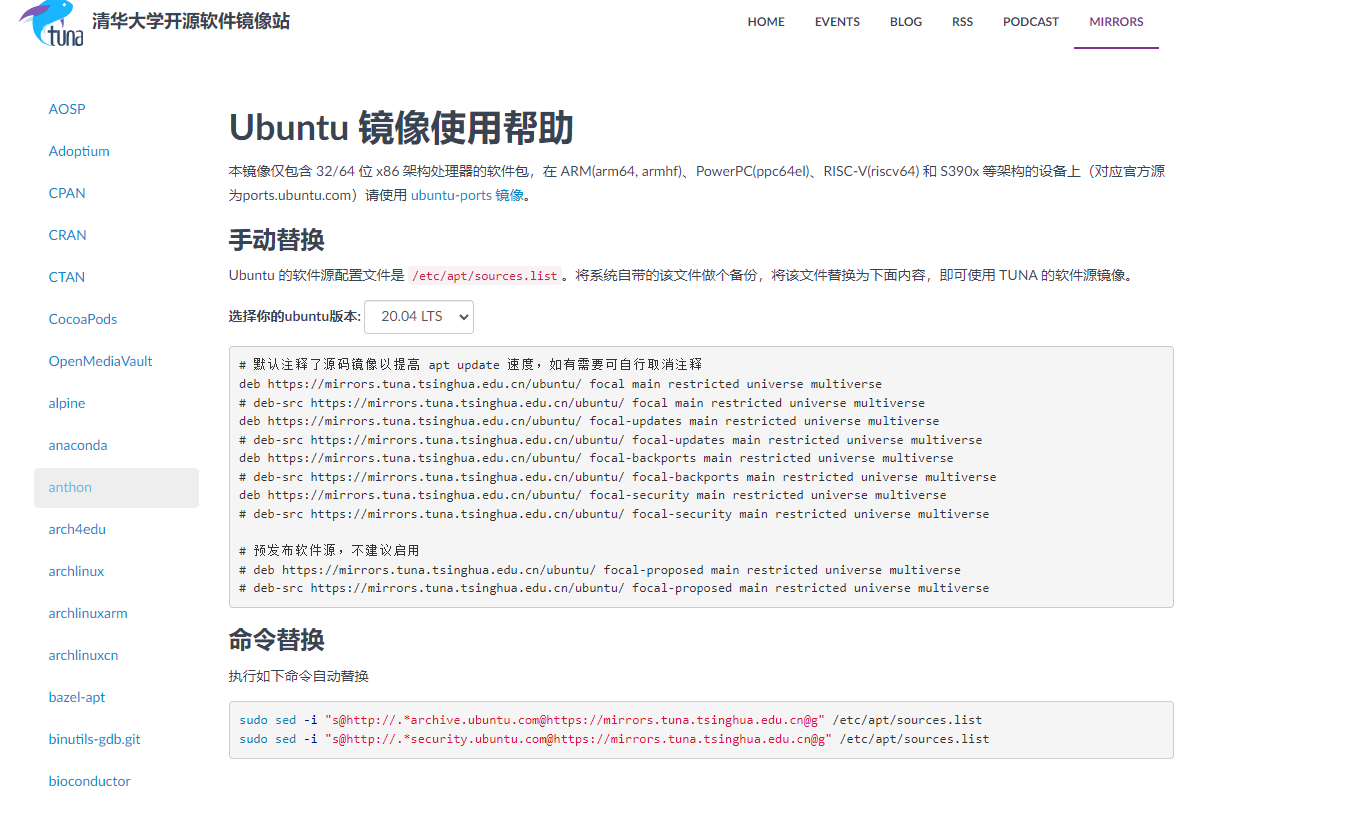 tuna
清华大学开源软件镜像站
HOME EVENTS BLOG RSS PODCAST MIRRORS
AOSP
Adoptium
CPAN
CRAN
CTAN
CocoaPods
OpenMediaVault
alpine
anaconda
anthon
arch4edu
archlinux
archlinuxarm
archlinuxcn
bazel-apt
binutils-gdb.git
bioconductor
Ubuntu 镜像使用帮助
本镜像仅包含 32/64 位 x86 架构处理器的软件包，在 ARM(arm64, armhf)、PowerPC(ppc64el)、RISC-V(riscv64) 和 S390x 等架构的设备上（对应官方源
为ports.ubuntu.com）请使用 ubuntu-ports 镜像。
手动替换
Ubuntu 的软件源配置文件是 /etc/apt/sources.list。将系统自带的该文件做个备份，将该文件替换为下面内容，即可使用 TUNA 的软件源镜像。
选择你的ubuntu版本: 20.04 LTS
# 默认注释了源码镜像以提高 apt update 速度，如有需要可自行取消注释
deb https://mirrors.tuna.tsinghua.edu.cn/ubuntu/ focal main restricted universe multiverse
# deb-src https://mirrors.tuna.tsinghua.edu.cn/ubuntu/ focal main restricted universe multiverse
deb https://mirrors.tuna.tsinghua.edu.cn/ubuntu/ focal-updates main restricted universe multiverse
# deb-src https://mirrors.tuna.tsinghua.edu.cn/ubuntu/ focal-updates main restricted universe multiverse
deb https://mirrors.tuna.tsinghua.edu.cn/ubuntu/ focal-backports main restricted universe multiverse
# deb-src https://mirrors.tuna.tsinghua.edu.cn/ubuntu/ focal-backports main restricted universe multiverse
deb https://mirrors.tuna.tsinghua.edu.cn/ubuntu/ focal-security main restricted universe multiverse
# deb-src https://mirrors.tuna.tsinghua.edu.cn/ubuntu/ focal-security main restricted universe multiverse
# 预发布软件源，不建议启用
# deb https://mirrors.tuna.tsinghua.edu.cn/ubuntu/ focal-proposed main restricted universe multiverse
# deb-src https://mirrors.tuna.tsinghua.edu.cn/ubuntu/ focal-proposed main restricted universe multiverse
命令替换
执行如下命令自动替换
sudo sed -i "s@http://.*archive.ubuntu.com@https://mirrors.tuna.tsinghua.edu.cn@g" /etc/apt/sources.list
sudo sed -i "s@http://.*security.ubuntu.com@https://mirrors.tuna.tsinghua.edu.cn@g" /etc/apt/sources.list